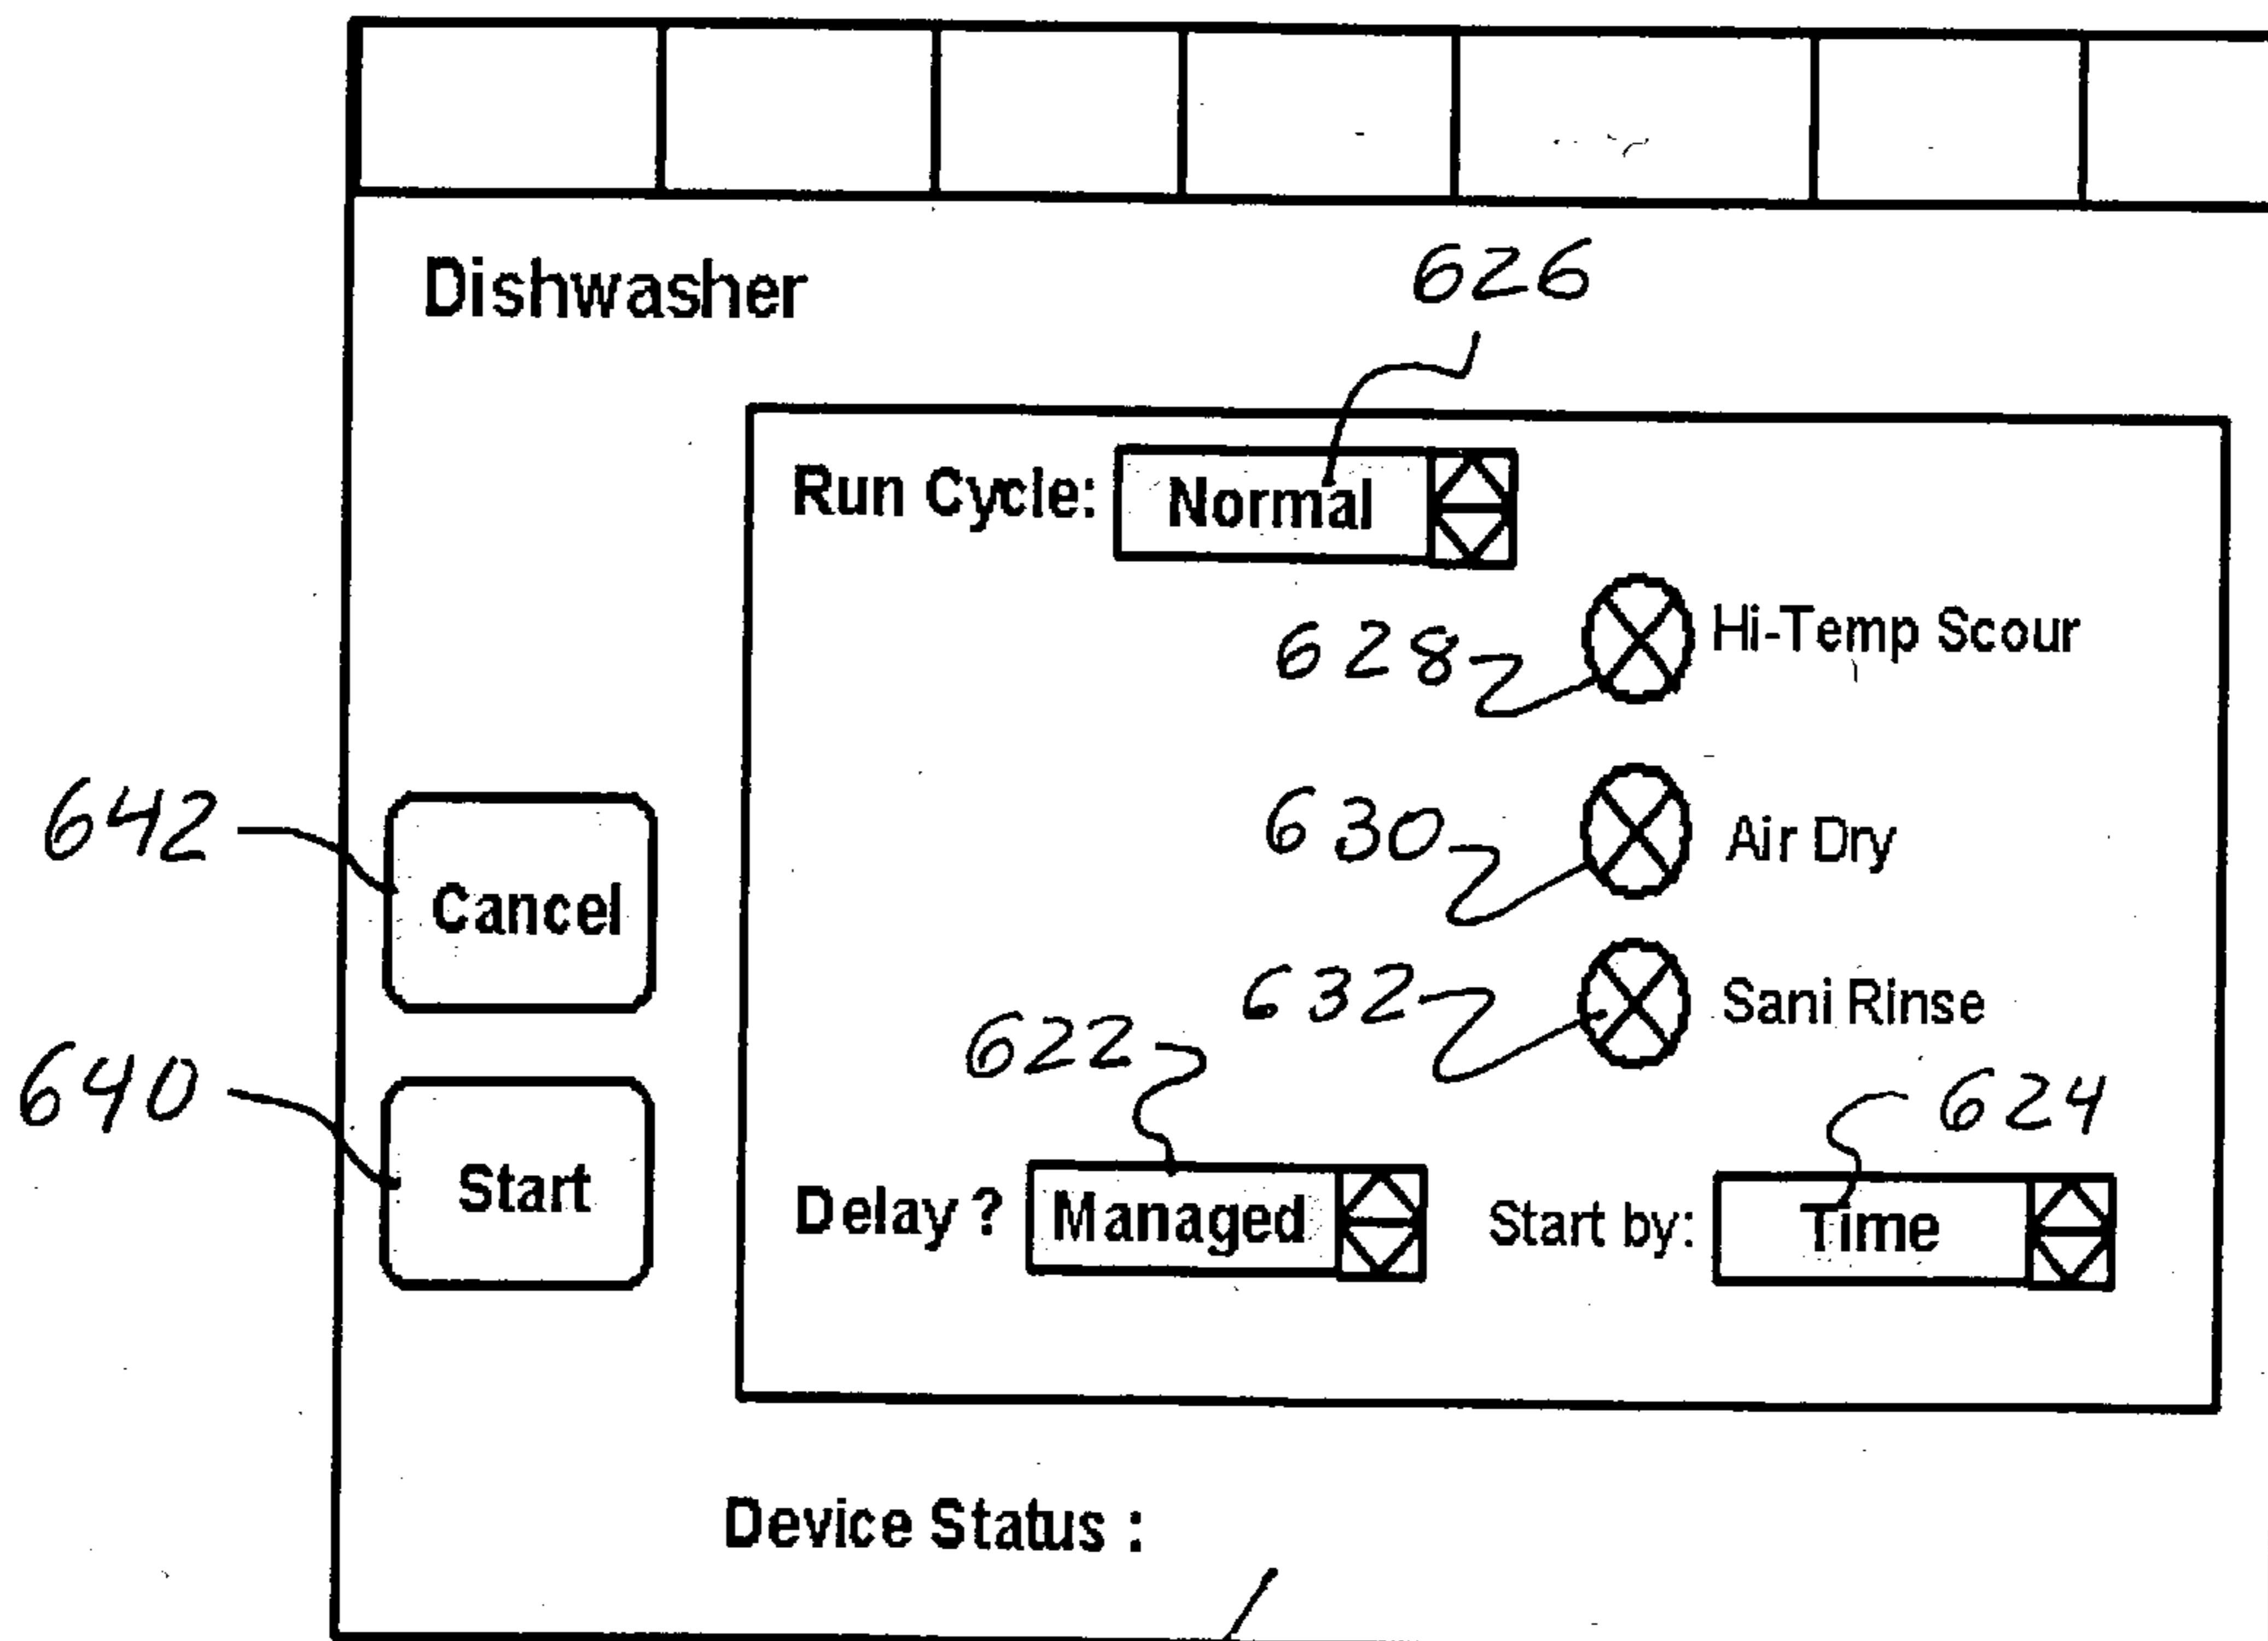 Dishwasher
626
Run Cycle: Normal
628 Hi-Temp Scour
642
Cancel
630 Air Dry
632 Sani Rinse
622
640
Start
624
Delay ? Managed Start by: Time
Device Status :